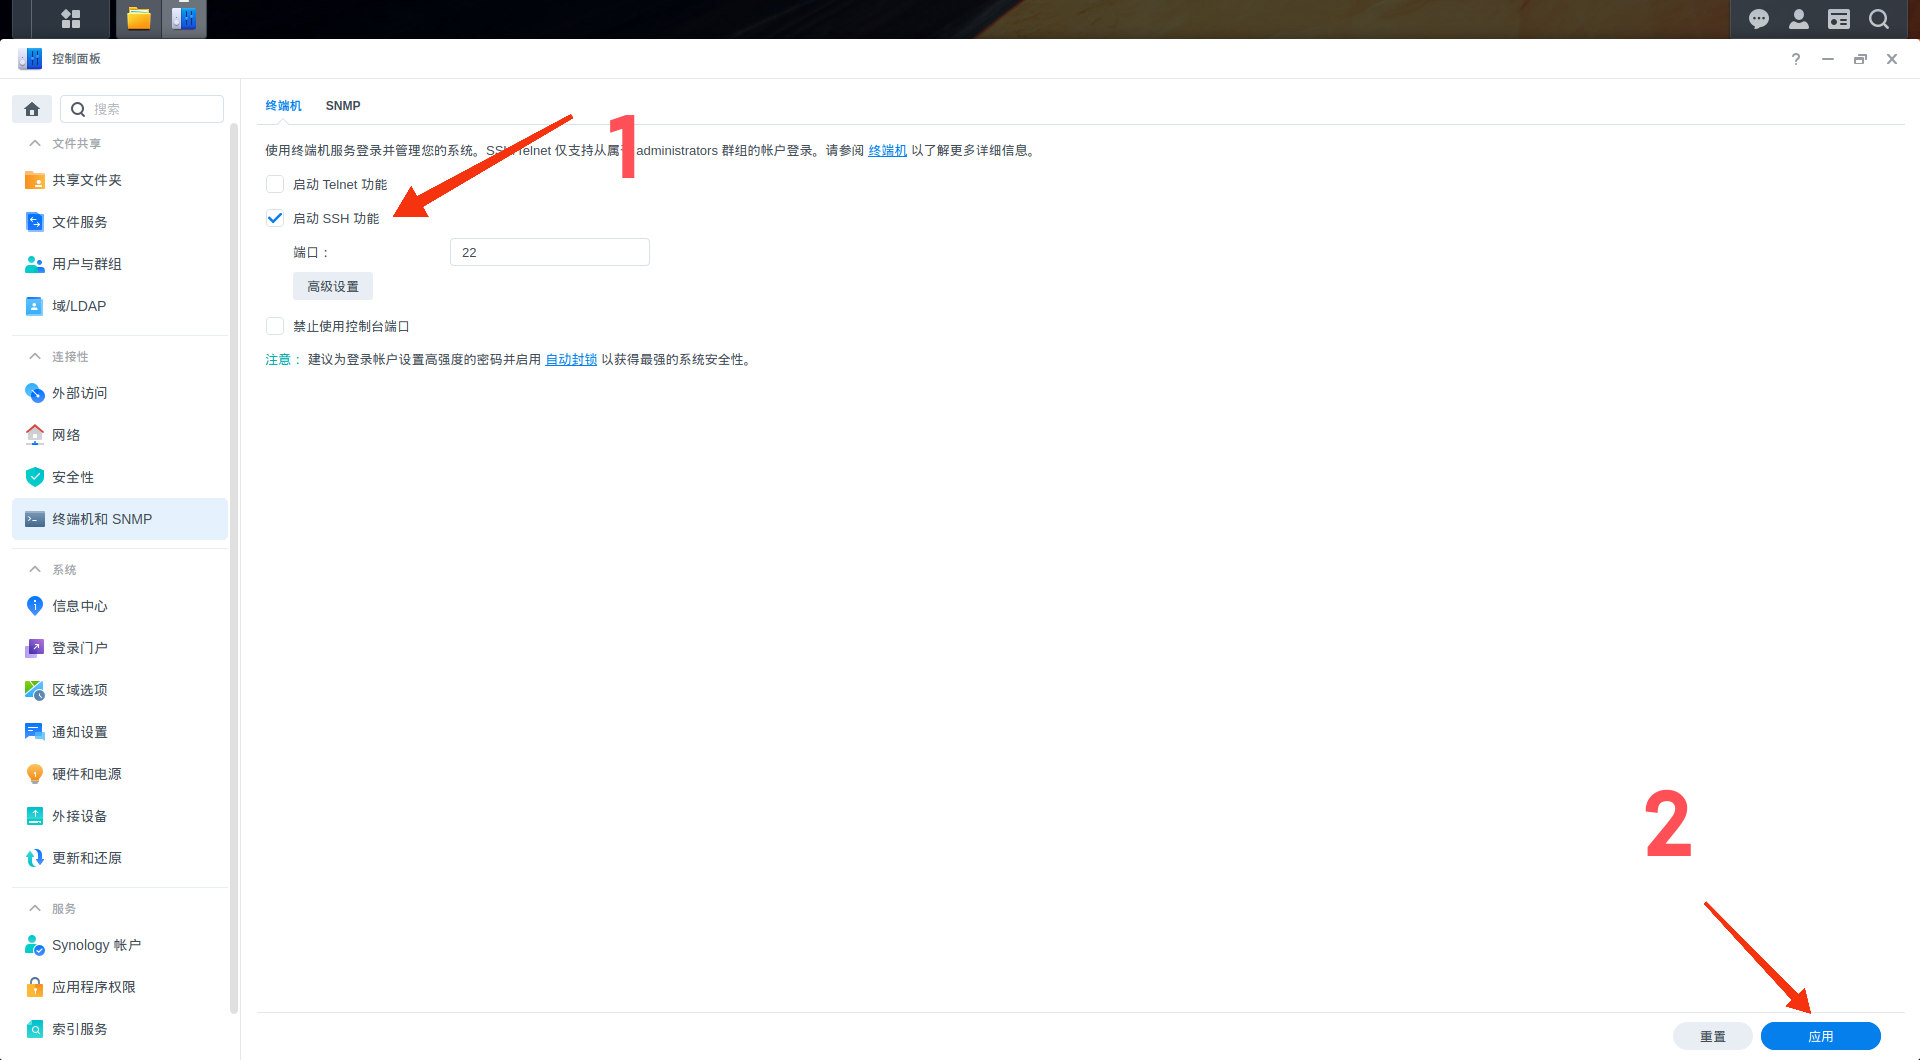 控制面板
搜索
文件共享
共享文件夹
文件服务
用户与群组
域/LDAP
连接性
外部访问
网络
安全性
终端机和 SNMP
系统
信息中心
登录门户
区域选项
通知设置
硬件和电源
外接设备
更新和还原
服务
Synology 帐户
应用程序权限
索引服务
终端机 SNMP
1
使用终端机服务登录并管理您的系统。 Telnet 仅支持从属 administrators 群组的帐户登录。请参阅 终端机 以了解更多详细信息。
启动 Telnet 功能
启动 SSH 功能
端口: 22
高级设置
禁止使用控制台端口
注意: 建议为登录帐户设置高强度的密码并启用 自动封锁 以获得最强的系统安全性。
2
重置 应用